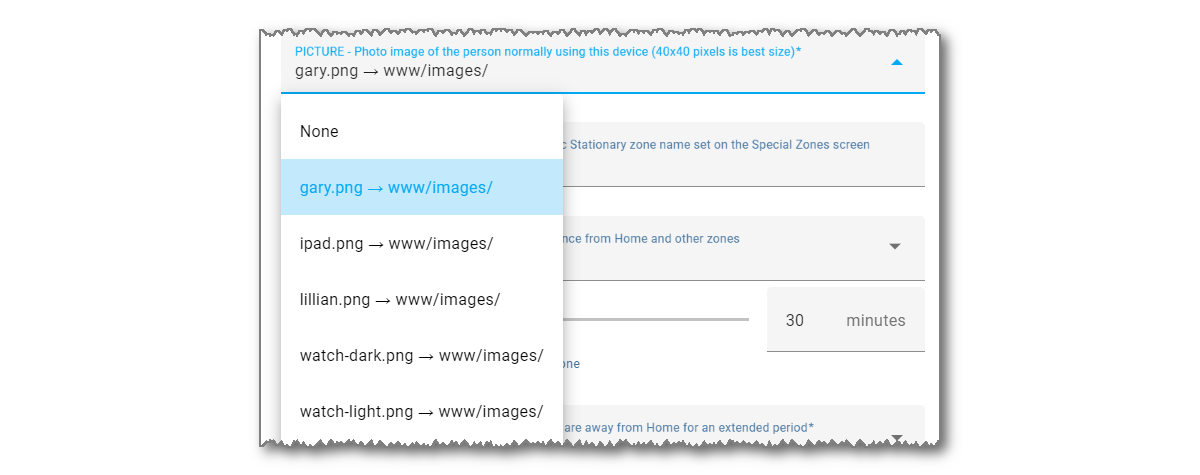 PICTURE - Photo image of the person normally using this device (40x40 pixels is best size)*
gary.png → www/images/
None
gary.png → www/images/
ipad.png → www/images/
lillian.png → www/images/
watch-dark.png → www/images/
watch-light.png → www/images/
Stationary zone name set on the Special Zones screen
from Home and other zones
30 minutes
are away from Home for an extended period*